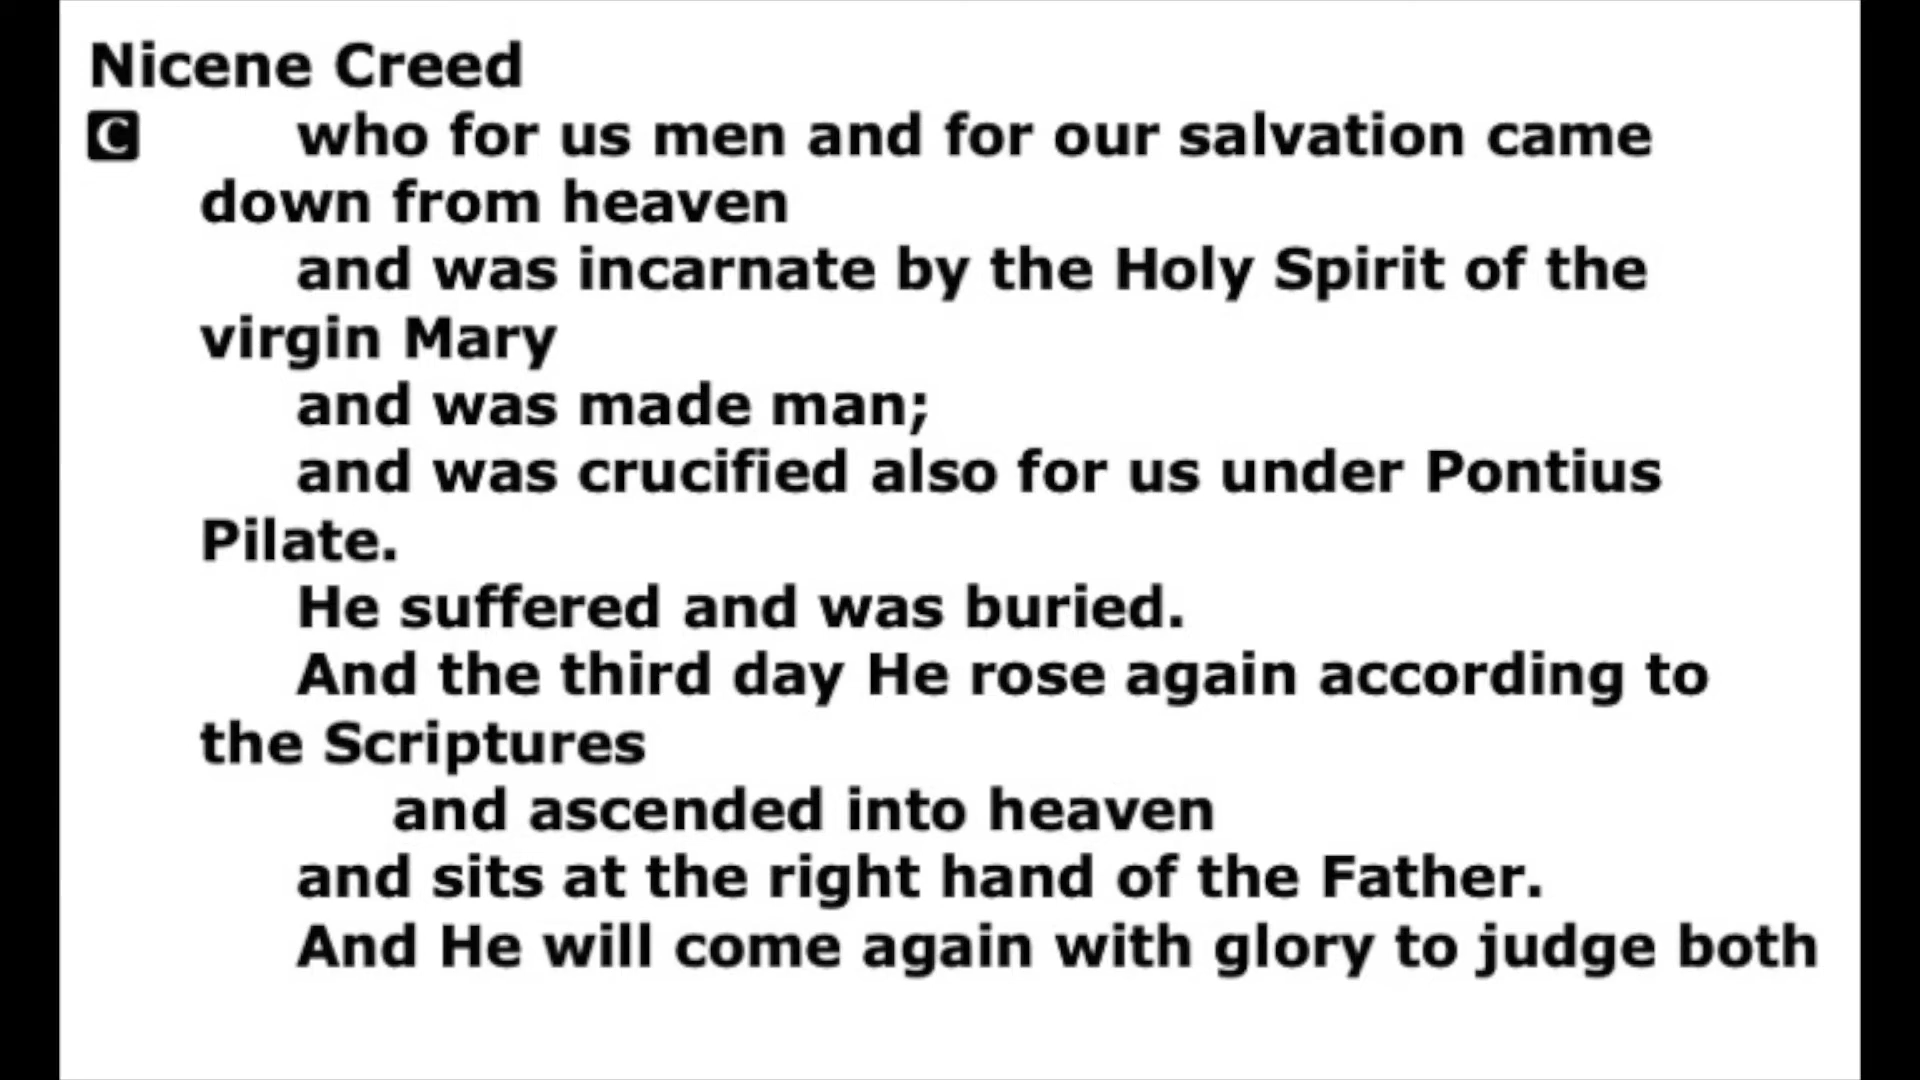 Nicene Creed
C who for us men and for our salvation came
down from heaven
and was incarnate by the Holy Spirit of the
virgin Mary
and was made man;
and was crucified also for us under Pontius
Pilate.
He suffered and was buried.
And the third day He rose again according to
the Scriptures
and ascended into heaven
and sits at the right hand of the Father.
And He will come again with glory to judge both